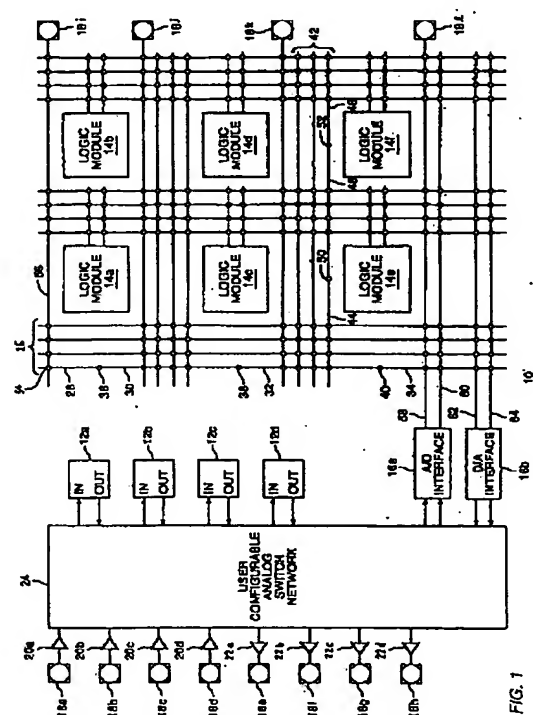 18i
18j
18k
18l
42
66
26
54
28
36
30
38
32
40
34
44
50
48
46
52
LOGIC MODULE 14a
LOGIC MODULE 14b
LOGIC MODULE 14c
LOGIC MODULE 14d
LOGIC MODULE 14e
LOGIC MODULE 14f
12a
IN
OUT
12b
IN
OUT
12c
IN
OUT
12d
IN
OUT
24
USER
CONFIGURABLE
ANALOG
SWITCH
NETWORK
16a
A/D
INTERFACE
16b
D/A
INTERFACE
58
60
62
64
20a
20b
20c
20d
22a
22b
22c
22d
18a
18b
18c
18d
18e
18f
18g
18h
10'
FIG. 1